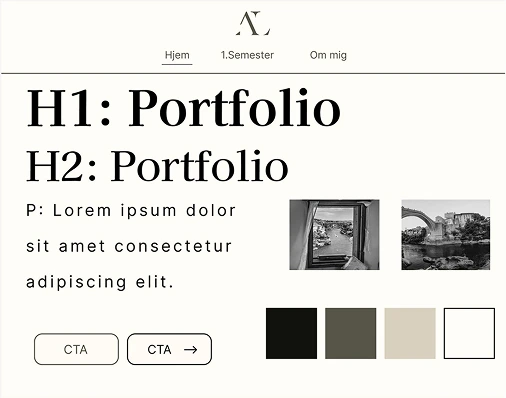 AL
Hjem 1.Semester Om mig
H1: Portfolio
H2: Portfolio
P: Lorem ipsum dolor
sit amet consectetur
adipiscing elit.
CTA CTA →